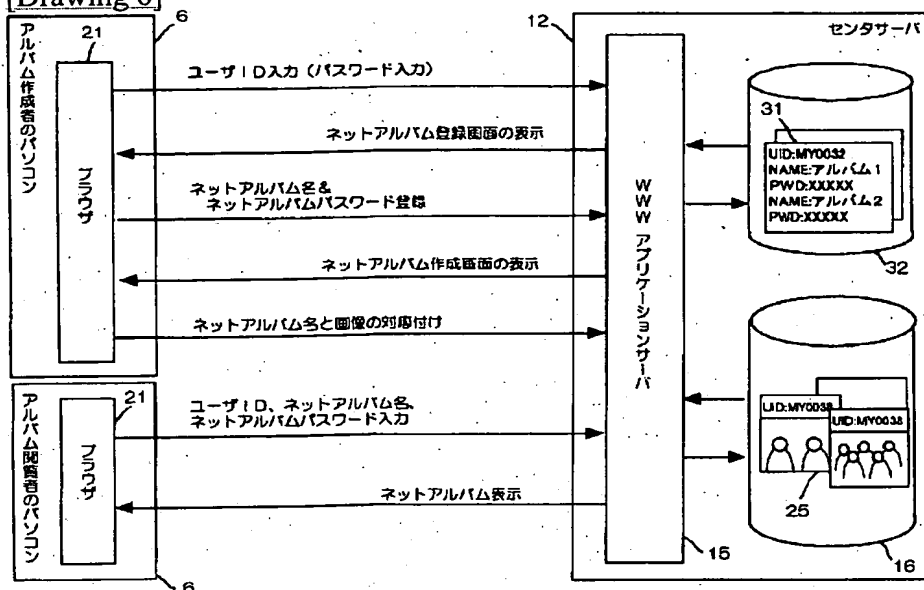 [Drawing 6]
6
アルバム作成者のパソコン
21
ブラウザ
ユーザID入力（パスワード入力）
ネットアルバム登録画面の表示
ネットアルバム名&
ネットアルバムパスワード登録
ネットアルバム作成画面の表示
ネットアルバム名と画像の対応付け
アルバム閲覧者のパソコン
21
ブラウザ
ユーザID、ネットアルバム名、
ネットアルバムパスワード入力
ネットアルバム表示
6
12
センタサーバ
WWWアプリケーションサーバ
15
31
UID:MY0032
NAME:アルバム1
PWD:XXXXX
NAME:アルバム2
PWD:XXXXX
32
UID:MY0038
UID:MY0038
25
16